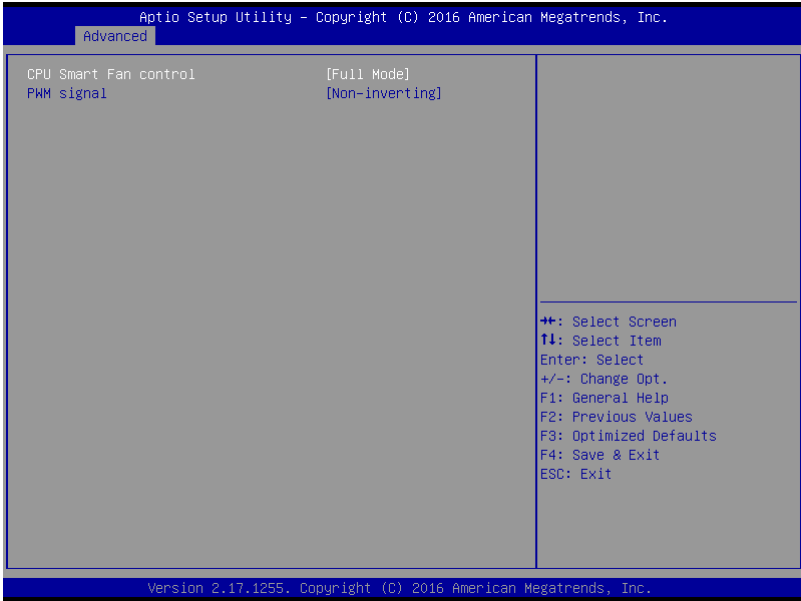 Aptio Setup Utility – Copyright (C) 2016 American Megatrends, Inc.
Advanced
CPU Smart Fan control [Full Mode]
PWM signal [Non-inverting]
→←: Select Screen
↑↓: Select Item
Enter: Select
+/-: Change Opt.
F1: General Help
F2: Previous Values
F3: Optimized Defaults
F4: Save & Exit
ESC: Exit
Version 2.17.1255. Copyright (C) 2016 American Megatrends, Inc.